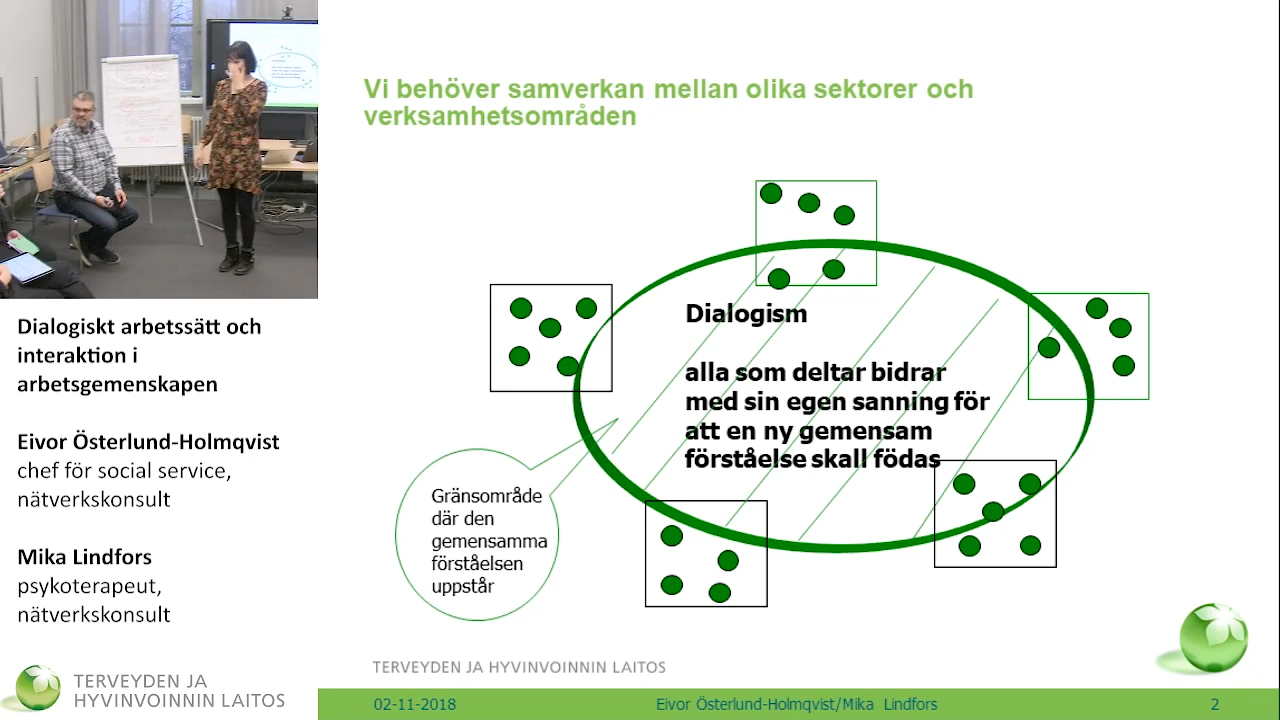 Vi behöver samverkan mellan olika sektorer och
verksamhetsområden
Dialogism
alla som deltar bidrar
med sin egen sanning för
att en ny gemensam
förståelse skall födas
Gränsområde
där den
gemensamma
förståelsen
uppstår
Dialogiskt arbetssätt och
interaktion i
arbetsgemenskapen
Eivor Österlund-Holmqvist
chef för social service,
nätverkskonsult
Mika Lindfors
psykoterapeut,
nätverkskonsult
TERVEYDEN JA
HYVINVOINNIN LAITOS
TERVEYDEN JA HYVINVOINNIN LAITOS
02-11-2018
Eivor Österlund-Holmqvist/Mika Lindfors
2